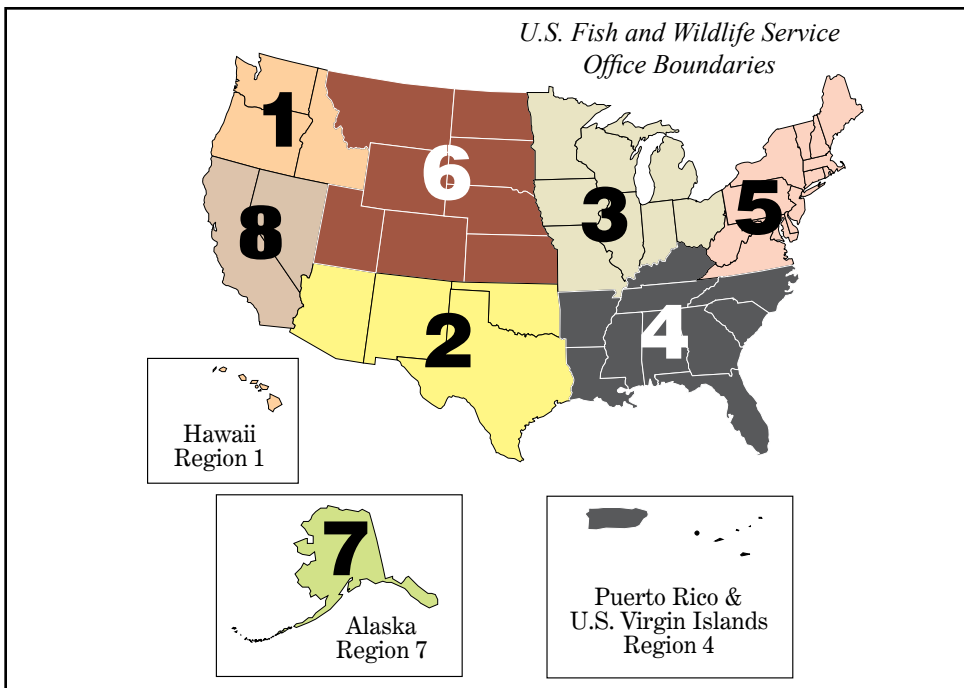 U.S. Fish and Wildlife Service
Office Boundaries
1
6
3
5
8
2
4
Hawaii
Region 1
7
Alaska
Region 7
Puerto Rico &
U.S. Virgin Islands
Region 4